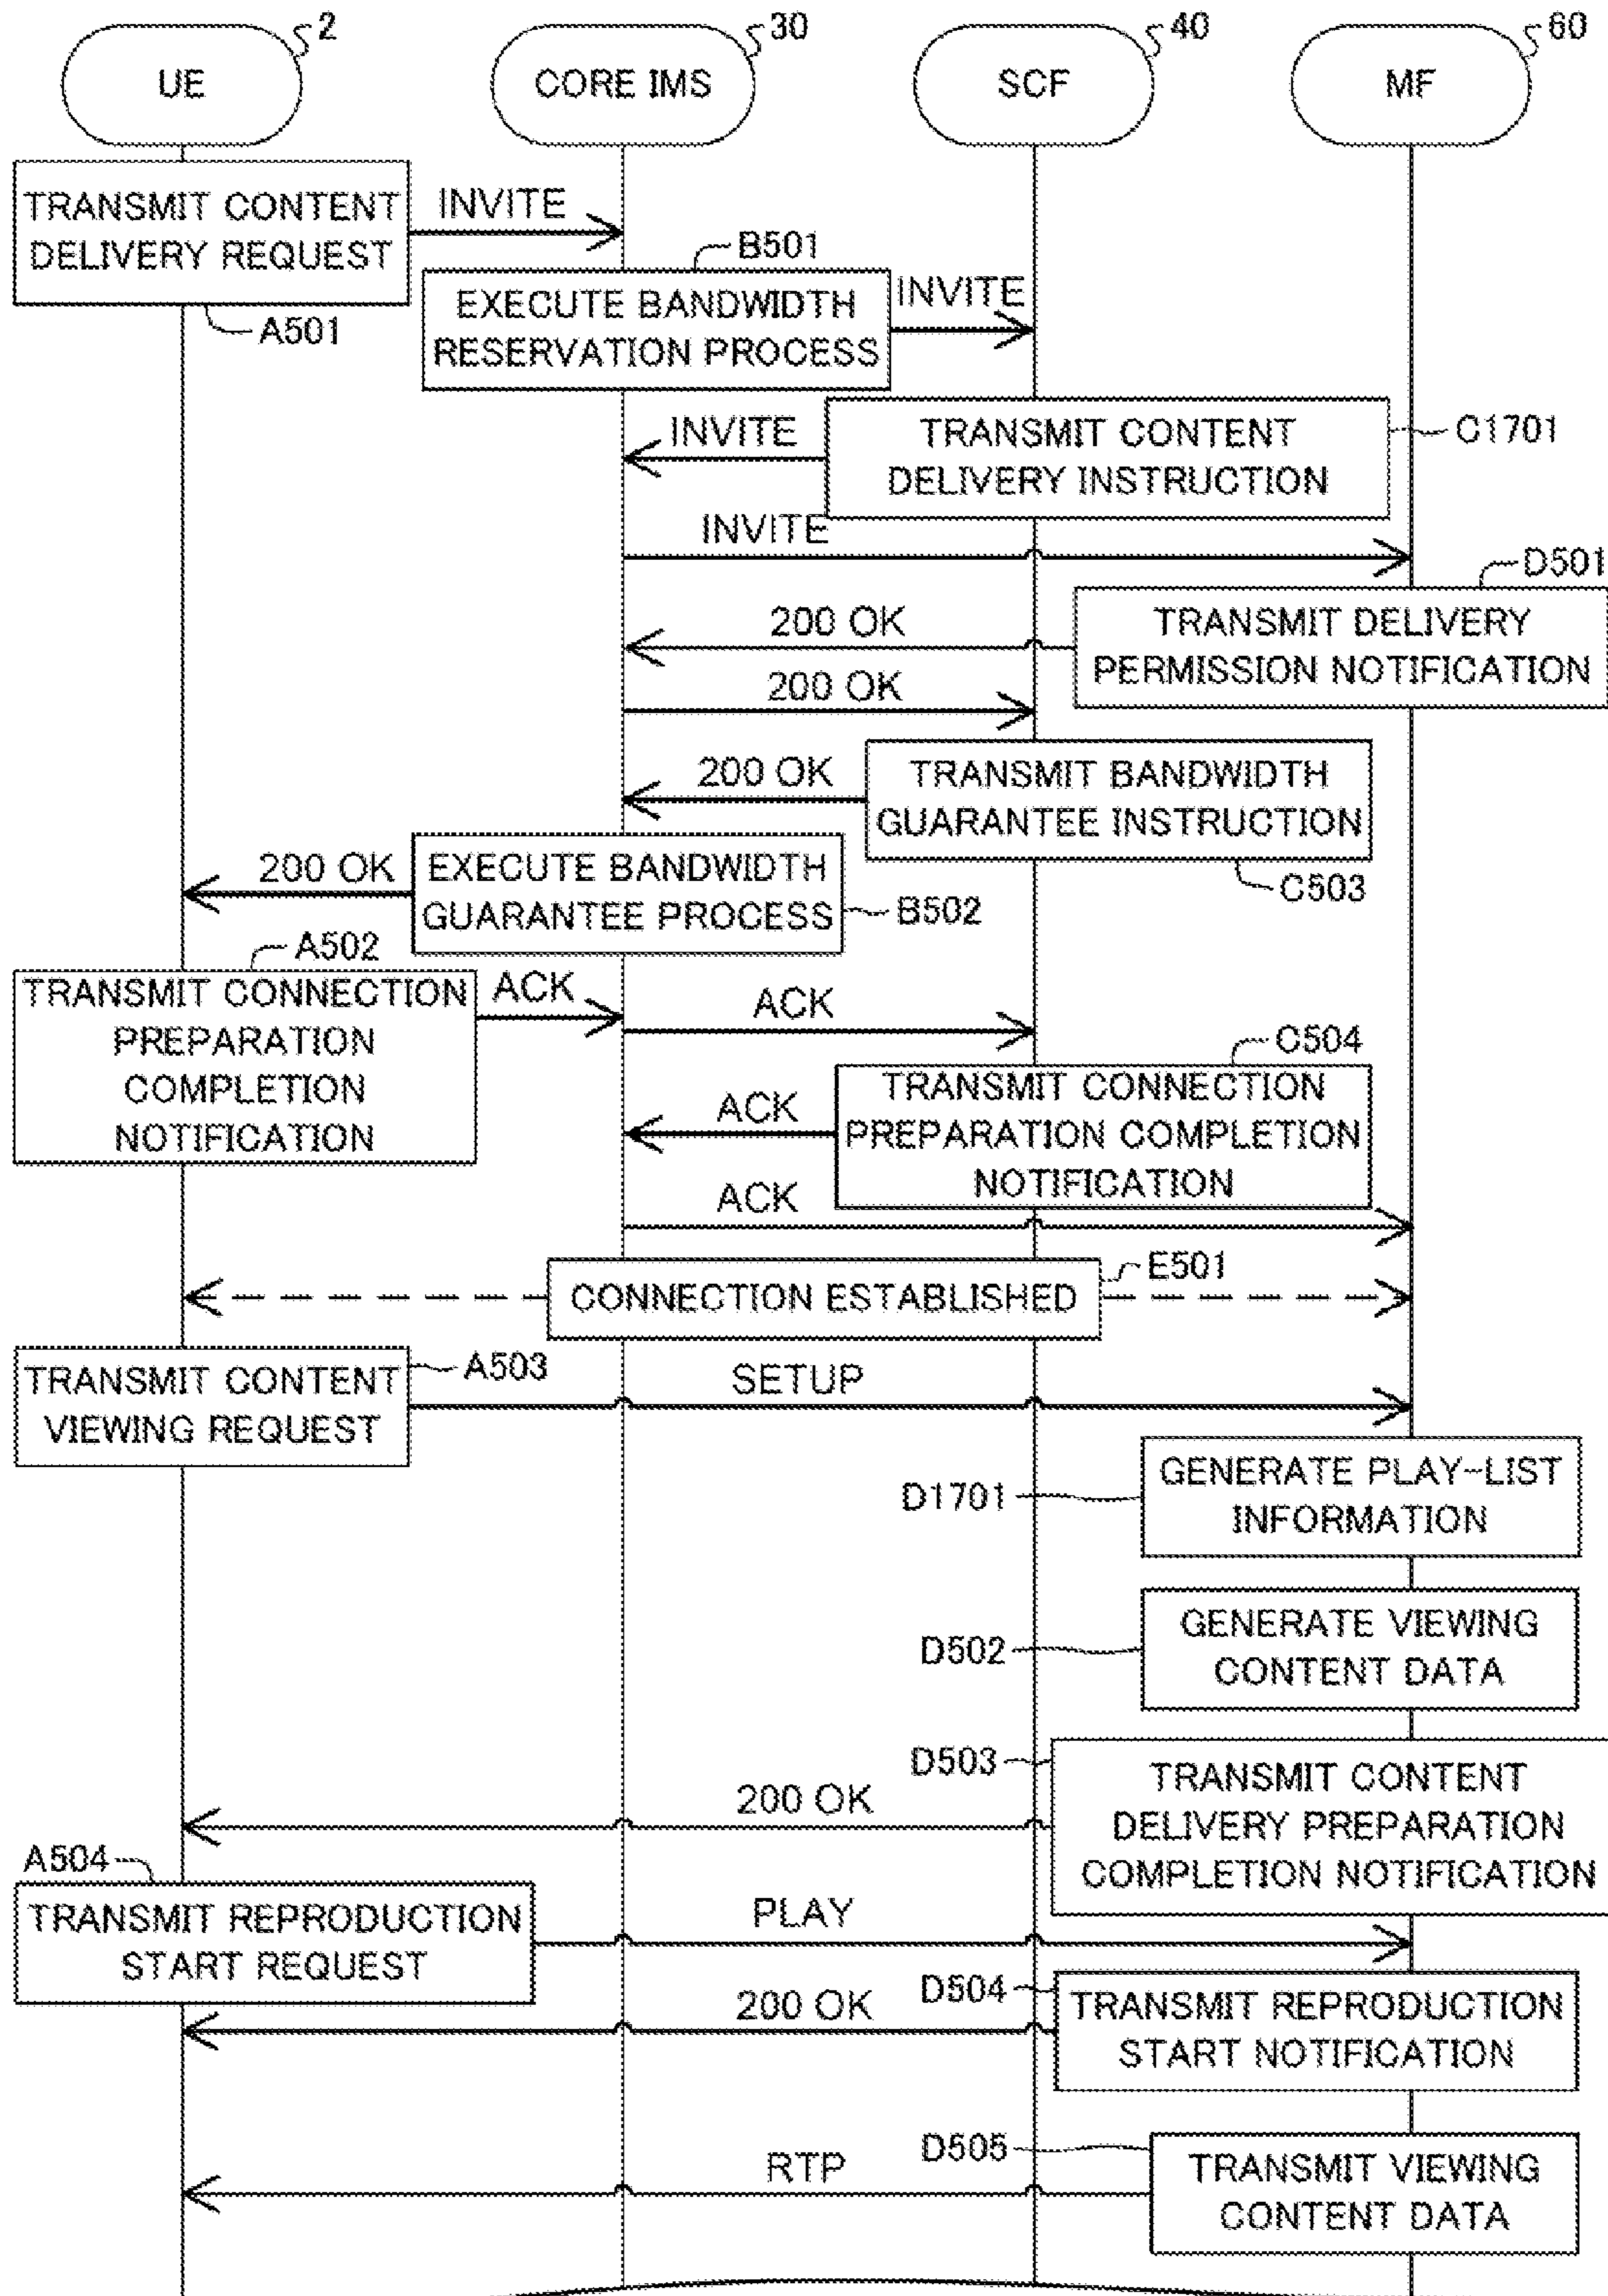 2
30
40
60
UE
CORE IMS
SCF
MF
TRANSMIT CONTENT
DELIVERY REQUEST
A501
INVITE
B501
EXECUTE BANDWIDTH
RESERVATION PROCESS
INVITE
INVITE
TRANSMIT CONTENT
DELIVERY INSTRUCTION
C1701
INVITE
D501
200 OK
TRANSMIT DELIVERY
PERMISSION NOTIFICATION
200 OK
200 OK
TRANSMIT BANDWIDTH
GUARANTEE INSTRUCTION
C503
200 OK
EXECUTE BANDWIDTH
GUARANTEE PROCESS
B502
A502
TRANSMIT CONNECTION
PREPARATION
COMPLETION
NOTIFICATION
ACK
ACK
C504
ACK
TRANSMIT CONNECTION
PREPARATION COMPLETION
NOTIFICATION
ACK
E501
CONNECTION ESTABLISHED
TRANSMIT CONTENT
VIEWING REQUEST
A503
SETUP
D1701
GENERATE PLAY-LIST
INFORMATION
D502
GENERATE VIEWING
CONTENT DATA
D503
200 OK
TRANSMIT CONTENT
DELIVERY PREPARATION
COMPLETION NOTIFICATION
A504
TRANSMIT REPRODUCTION
START REQUEST
PLAY
D504
200 OK
TRANSMIT REPRODUCTION
START NOTIFICATION
D505
RTP
TRANSMIT VIEWING
CONTENT DATA